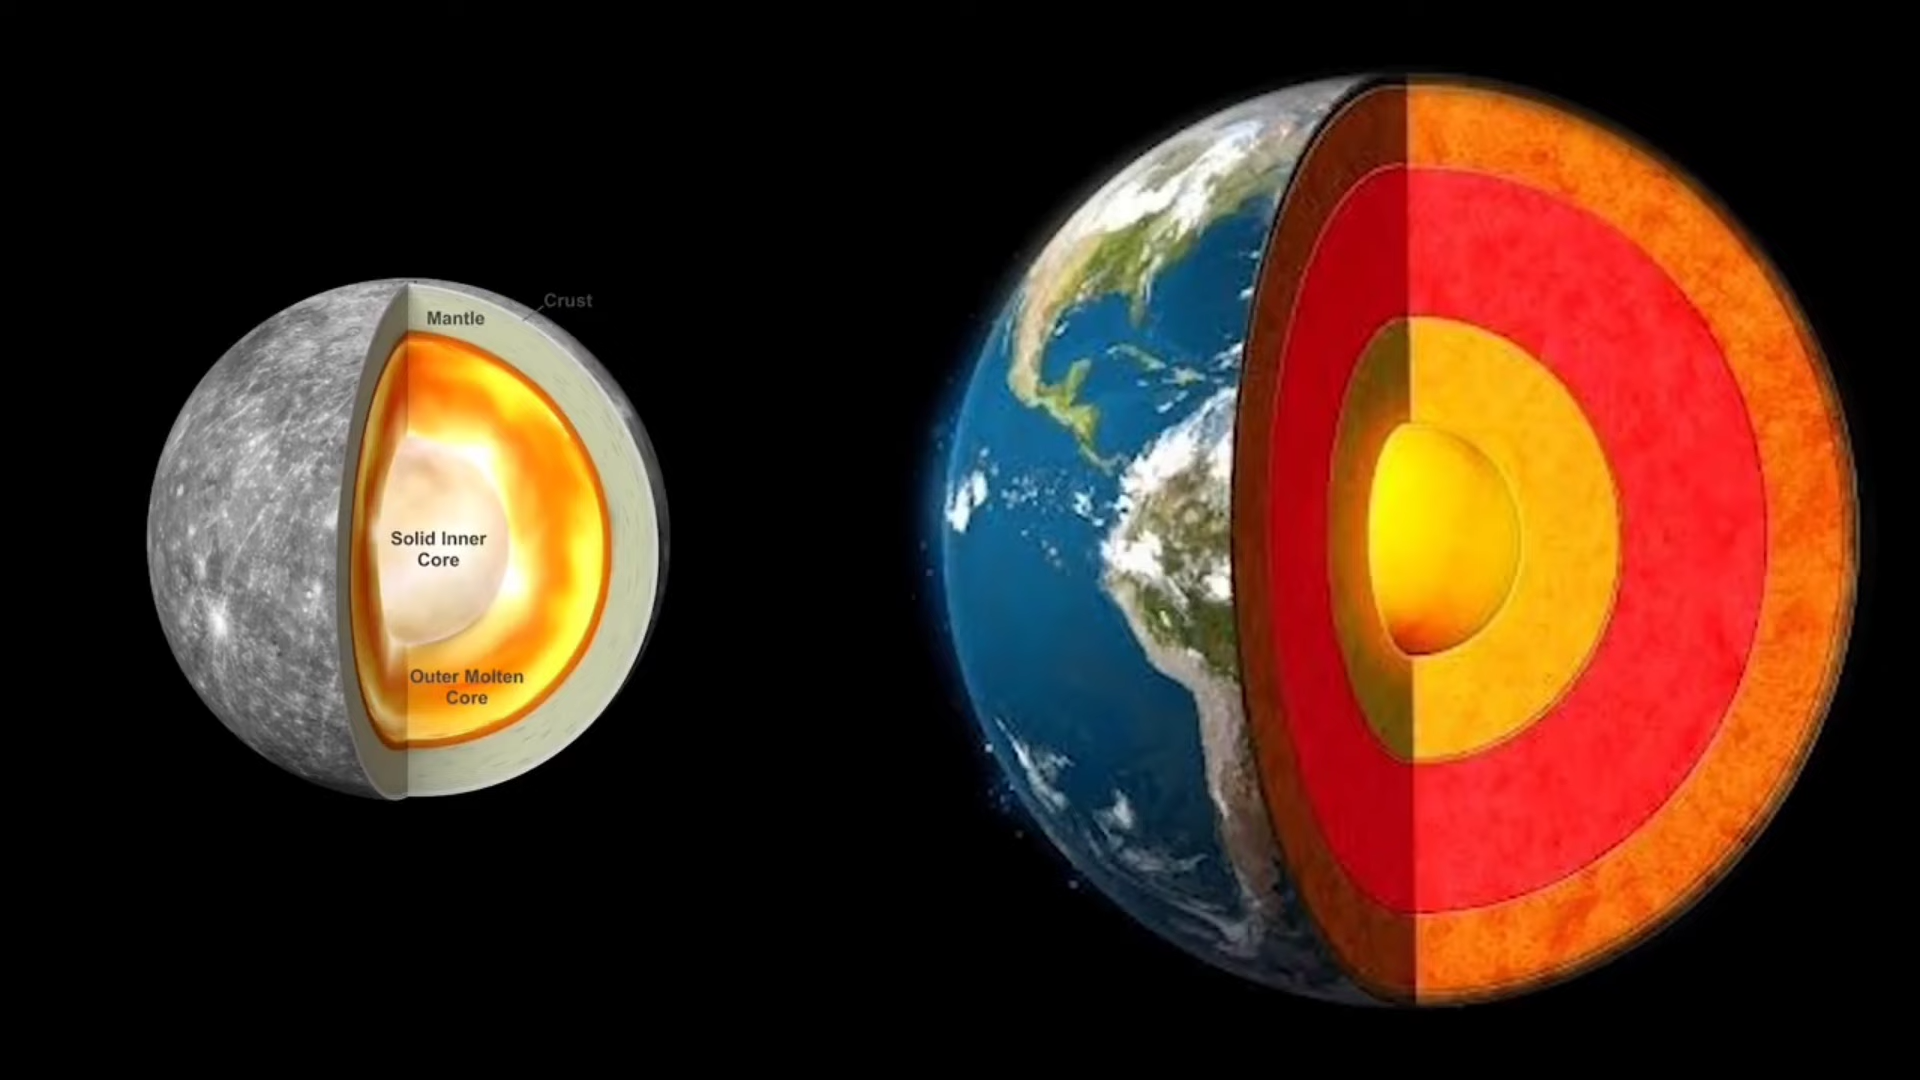 Crust
Mantle
Solid Inner
Core
Outer Molten
Core